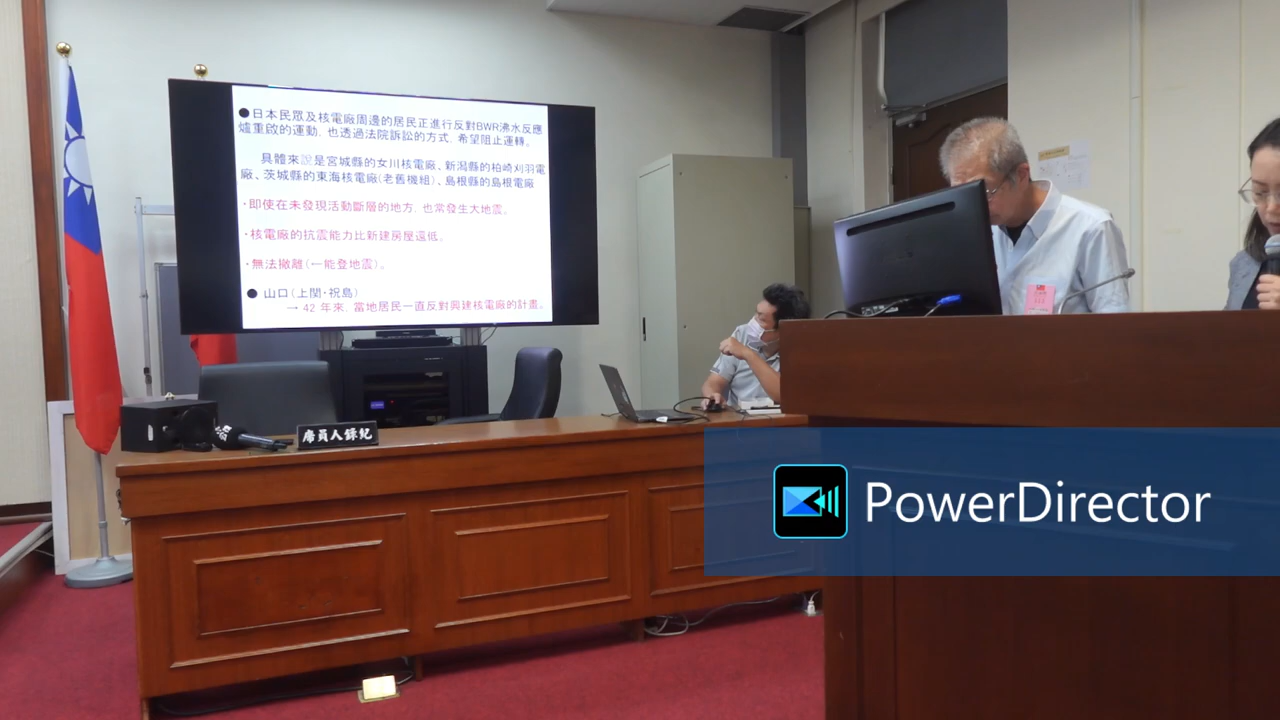 ●日本民眾及核電廠周邊的居民正進行反對BWR沸水反應
爐重啟的運動，也透過法院訴訟的方式，希望阻止運轉。
具體來說是宮城縣的女川核電廠、新潟縣的柏崎刈羽電
廠、茨城縣的東海核電廠(老舊機組)、島根縣的島根電廠
・即使在未發現活動斷層的地方，也常發生大地震。
・核電廠的抗震能力比新建房屋還低。
・無法撤離(一能登地震)。
● 山口(上関・祝島)
→ 42 年來，當地居民一直反對興建核電廠的計畫。
席員人錄紀
PowerDirector